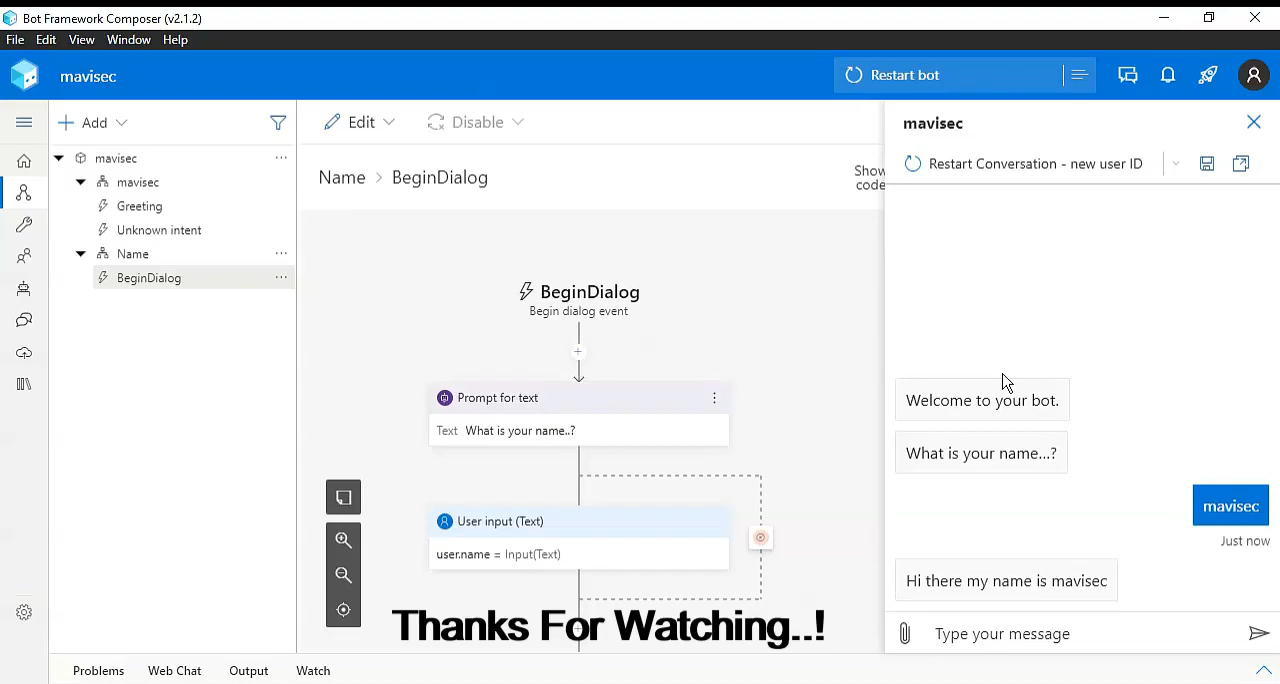 Bot Framework Composer (v2.1.2)
File Edit View Window Help
mavisec
Restart bot
Add
Edit
Disable
mavisec
Restart Conversation - new user ID
mavisec
mavisec
Greeting
Unknown intent
Name
BeginDialog
Name > BeginDialog
Show code
BeginDialog
Begin dialog event
Prompt for text
Text What is your name..?
User input (Text)
user.name = Input(Text)
Welcome to your bot.
What is your name...?
mavisec
Just now
Hi there my name is mavisec
Type your message
Thanks For Watching..!
Problems Web Chat Output Watch